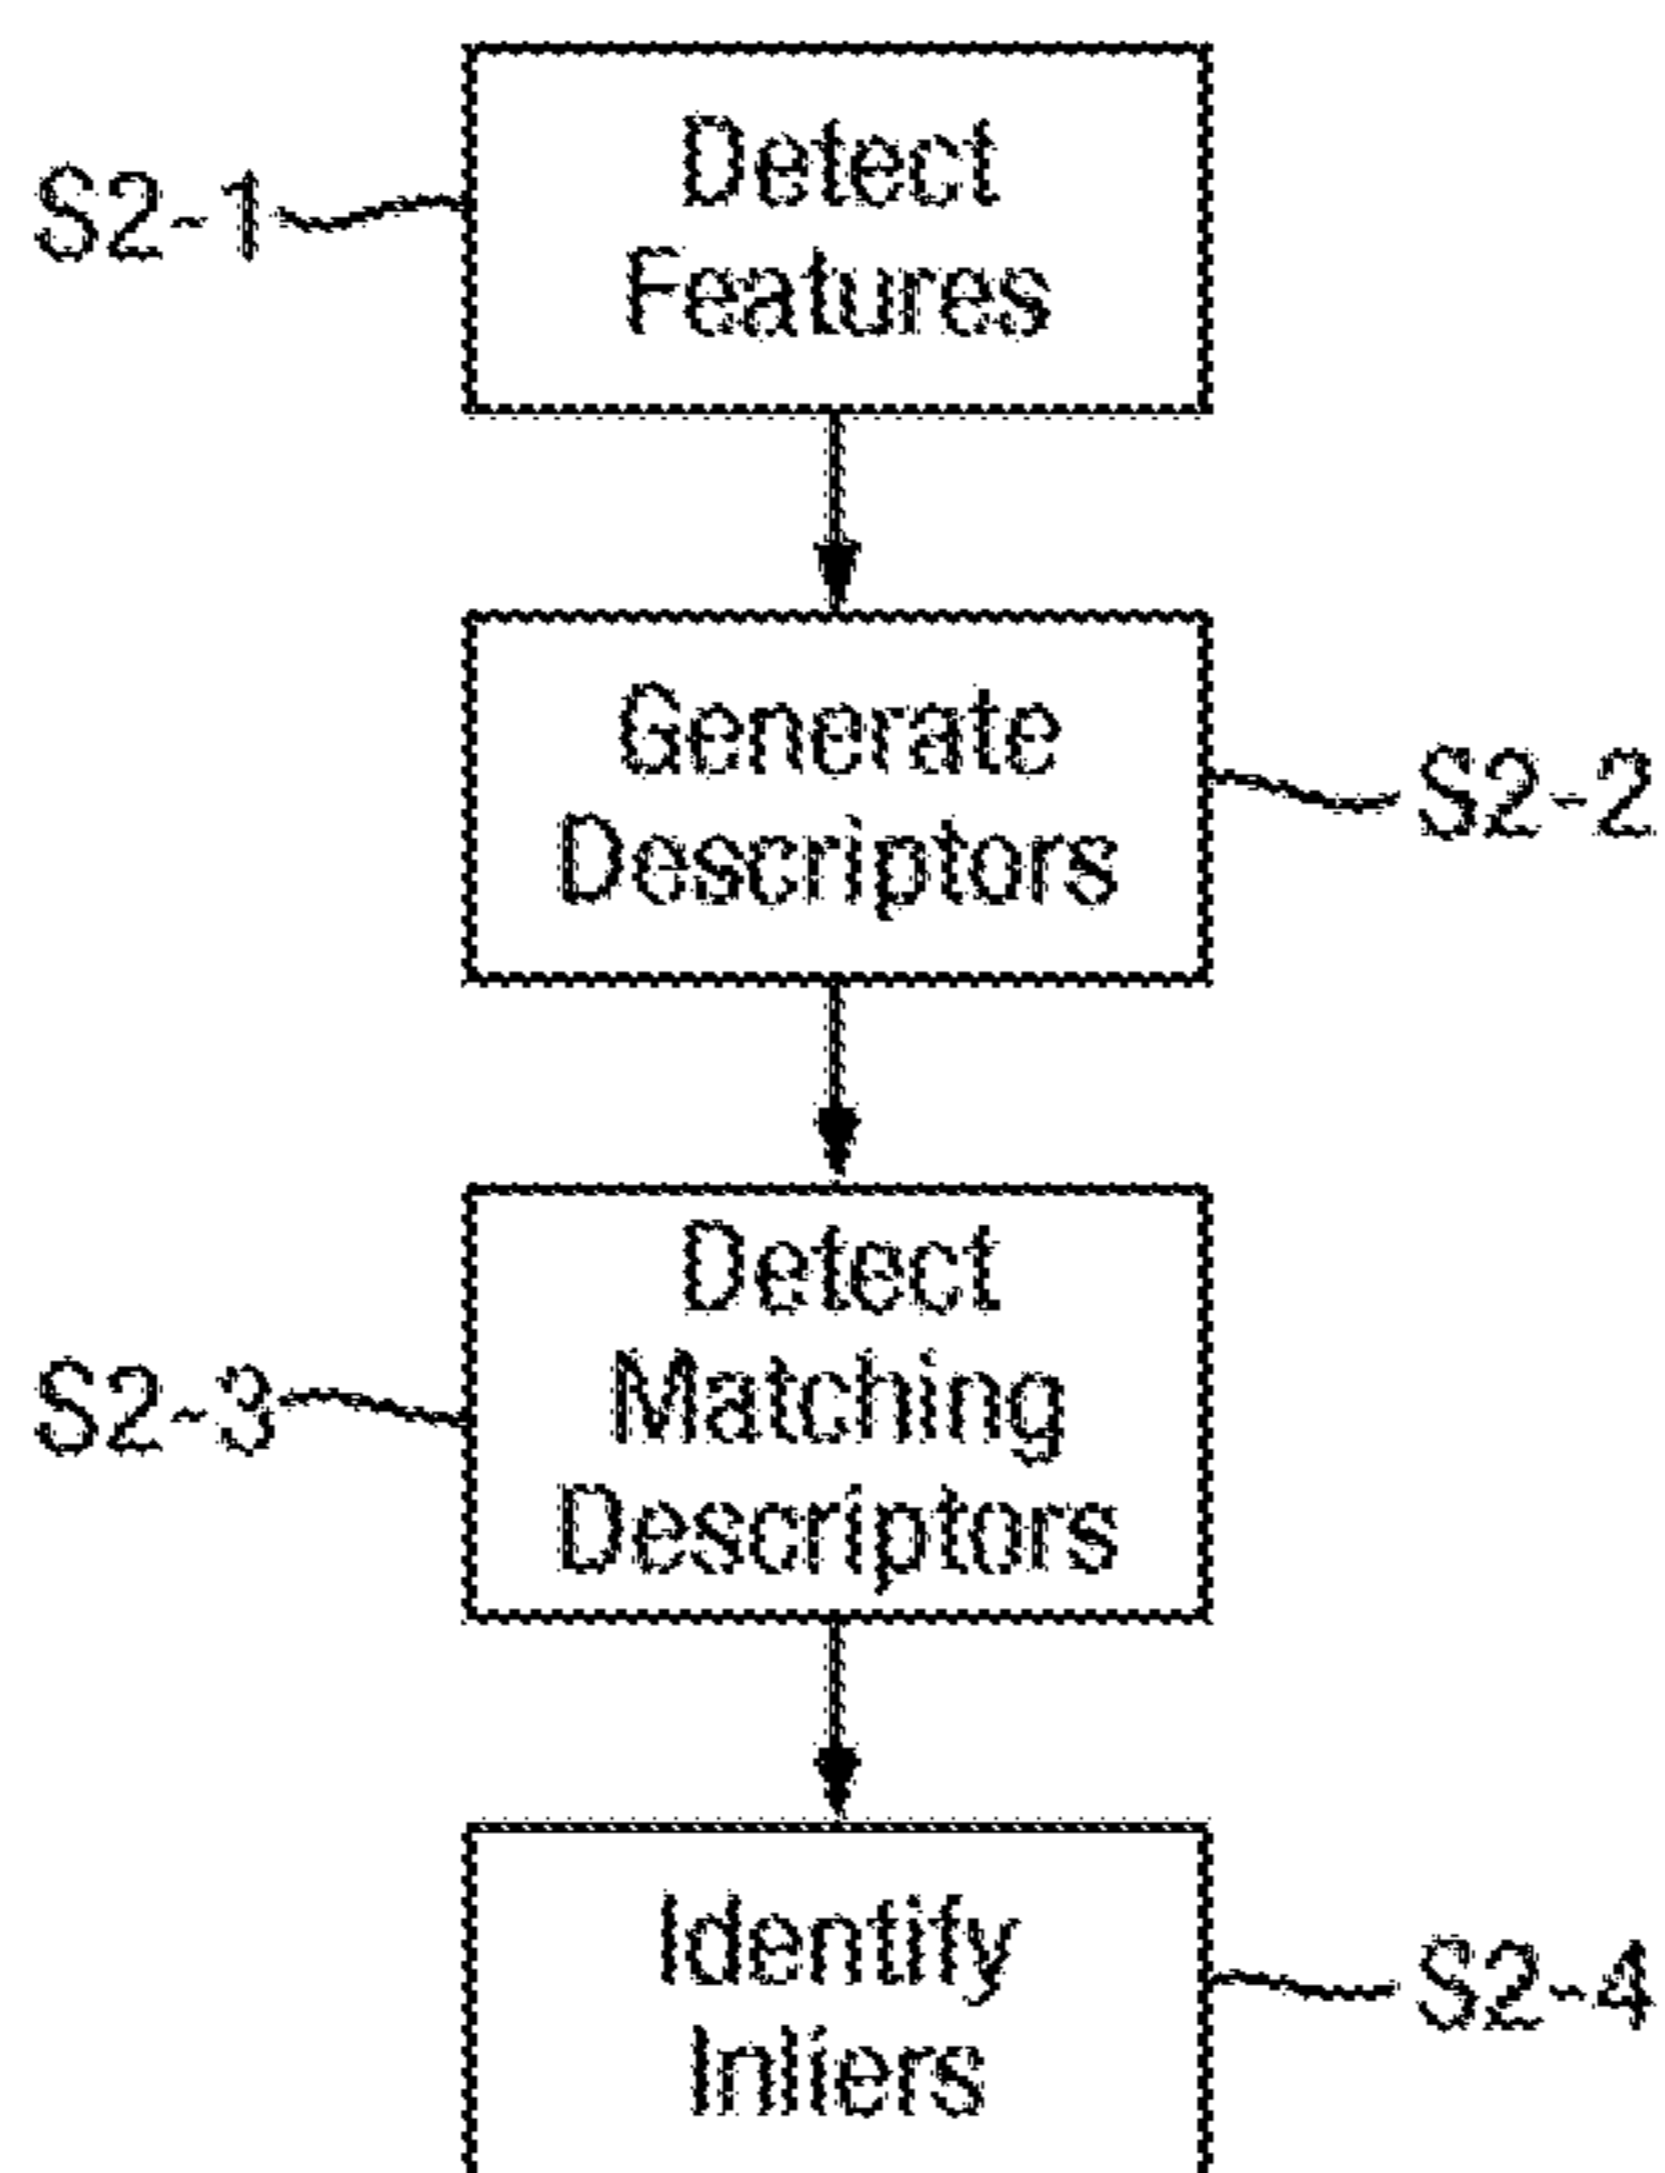 Detect
Features
S2-1
Generate
Descriptors
S2-2
Detect
Matching
Descriptors
S2-3
Identify
Inliers
S2-4